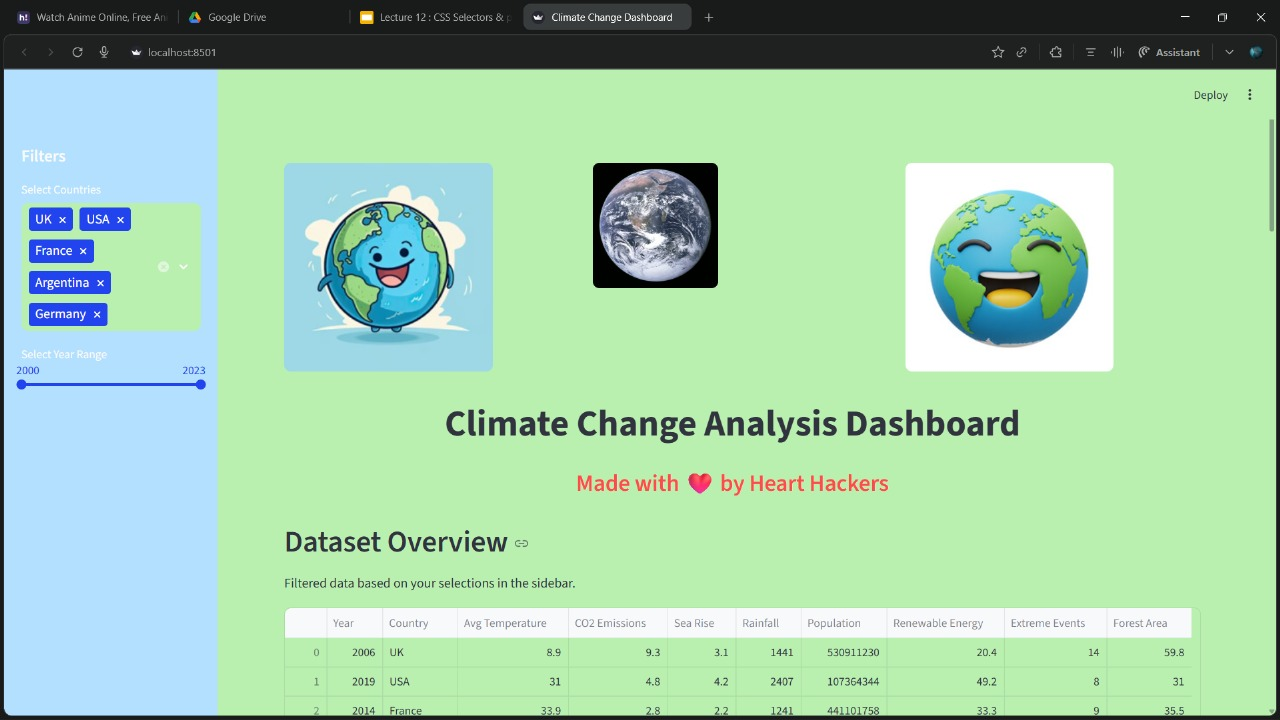 Watch Anime Online, Free An
Google Drive
Lecture 12 : CSS Selectors & p
Climate Change Dashboard
localhost:8501
Assistant
Deploy
Filters
Select Countries
UK × USA ×
France ×
Argentina ×
Germany ×
Select Year Range
2000 2023
Climate Change Analysis Dashboard
Made with ❤️ by Heart Hackers
Dataset Overview
Filtered data based on your selections in the sidebar.
Year Country Avg Temperature CO2 Emissions Sea Rise Rainfall Population Renewable Energy Extreme Events Forest Area
0 2006 UK 8.9 9.3 3.1 1441 530911230 20.4 14 59.8
1 2019 USA 31 4.8 4.2 2407 107364344 49.2 8 31
2 2014 France 33.9 2.8 2.2 1241 441101758 33.3 9 35.5